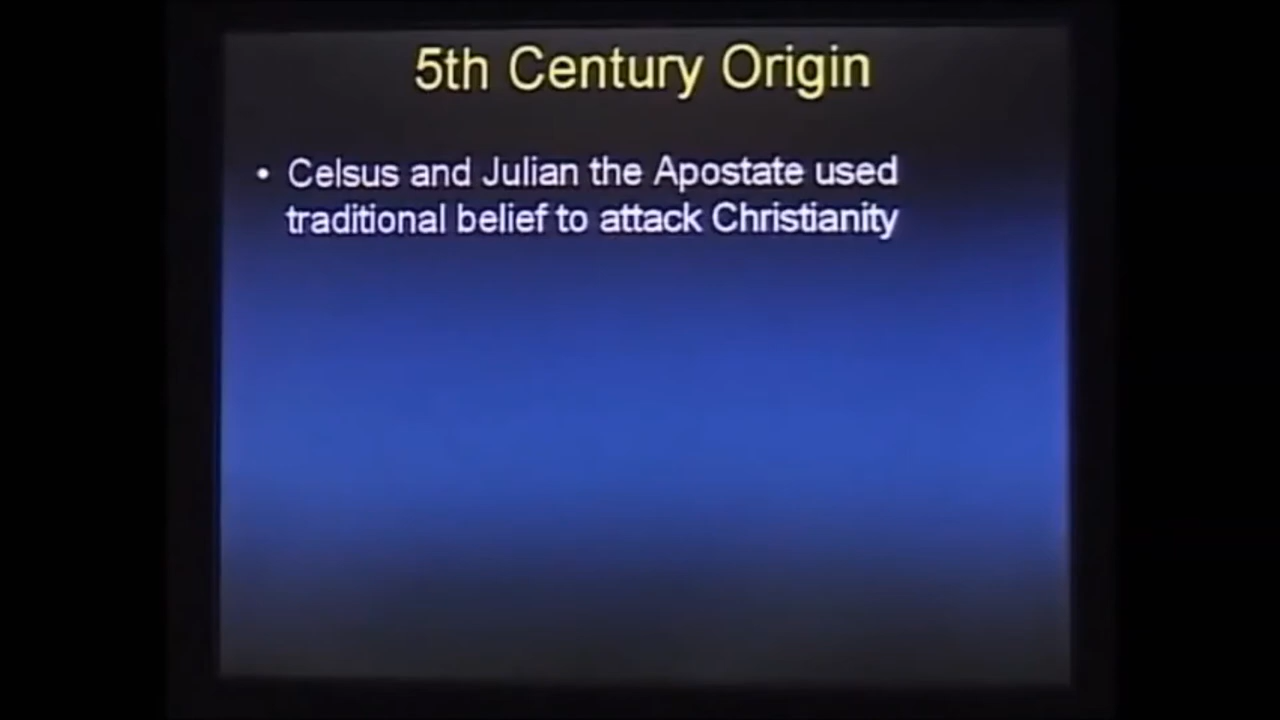 5th Century Origin
• Celsus and Julian the Apostate used
traditional belief to attack Christianity